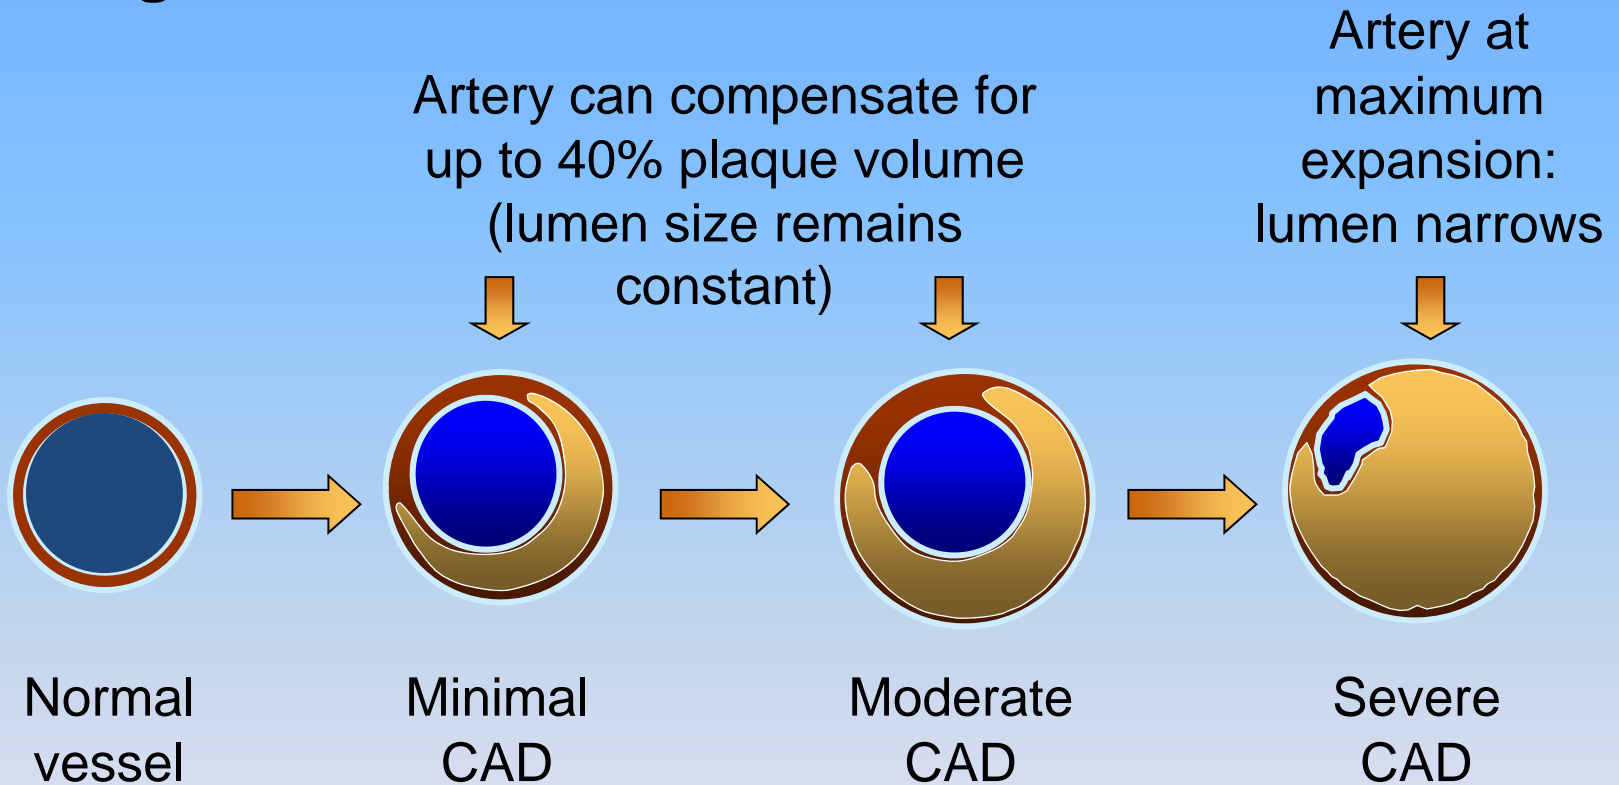 Artery can compensate for
up to 40% plaque volume
(lumen size remains
constant)
Artery at
maximum
expansion:
lumen narrows
Normal
vessel
Minimal
CAD
Moderate
CAD
Severe
CAD